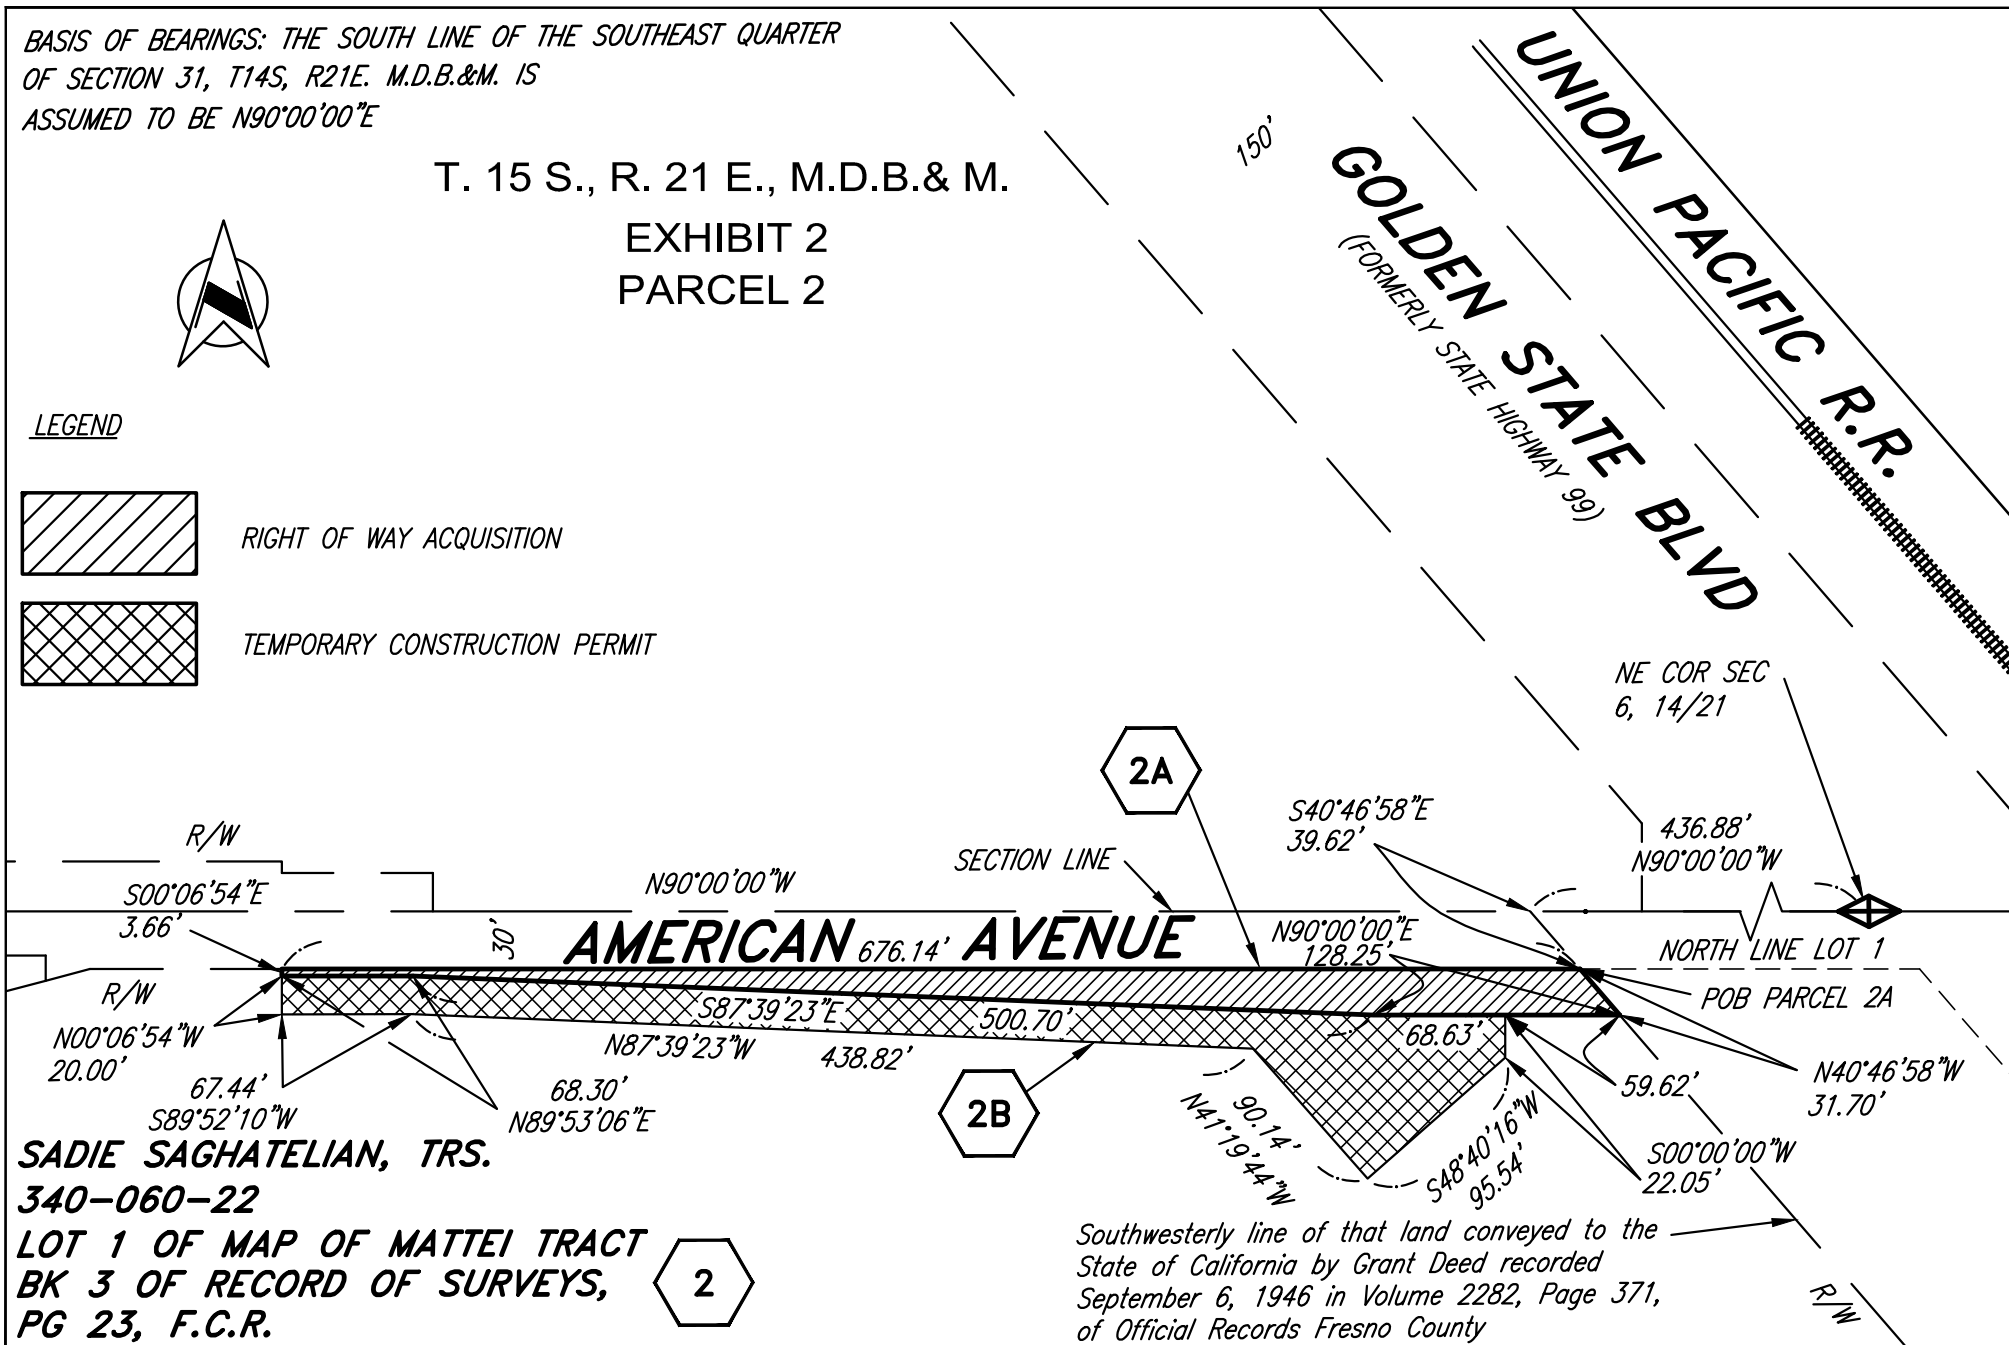 BASIS OF BEARINGS: THE SOUTH LINE OF THE SOUTHEAST QUARTER
OF SECTION 31, T14S, R21E. M.D.B.&M. IS
ASSUMED TO BE N90°00'00"E
T. 15 S., R. 21 E., M.D.B.& M.
EXHIBIT 2
PARCEL 2
150'
GOLDEN STATE BLVD
(FORMERLY STATE HIGHWAY 99)
UNION PACIFIC R.R.
LEGEND
RIGHT OF WAY ACQUISITION
TEMPORARY CONSTRUCTION PERMIT
NE COR SEC
6, 14/21
2A
S40°46'58"E
39.62'
436.88'
N90°00'00"W
R/W
SECTION LINE
N90°00'00"W
S00°06'54"E
3.66'
30'
AMERICAN AVENUE
676.14'
N90°00'00"E
128.25'
NORTH LINE LOT 1
R/W
POB PARCEL 2A
S87°39'23"E
500.70'
68.63'
N00°06'54"W
20.00'
N87°39'23"W
438.82'
67.44'
S89°52'10"W
68.30'
N89°53'06"E
2B
59.62'
N40°46'58"W
31.70'
90.14'
N41°19'44"W
S48°40'16"W
95.54'
S00°00'00"W
22.05'
SADIE SAGHATELIAN, TRS.
340-060-22
LOT 1 OF MAP OF MATTEI TRACT
BK 3 OF RECORD OF SURVEYS,
PG 23, F.C.R.
2
Southwesterly line of that land conveyed to the
State of California by Grant Deed recorded
September 6, 1946 in Volume 2282, Page 371,
of Official Records Fresno County
R/W